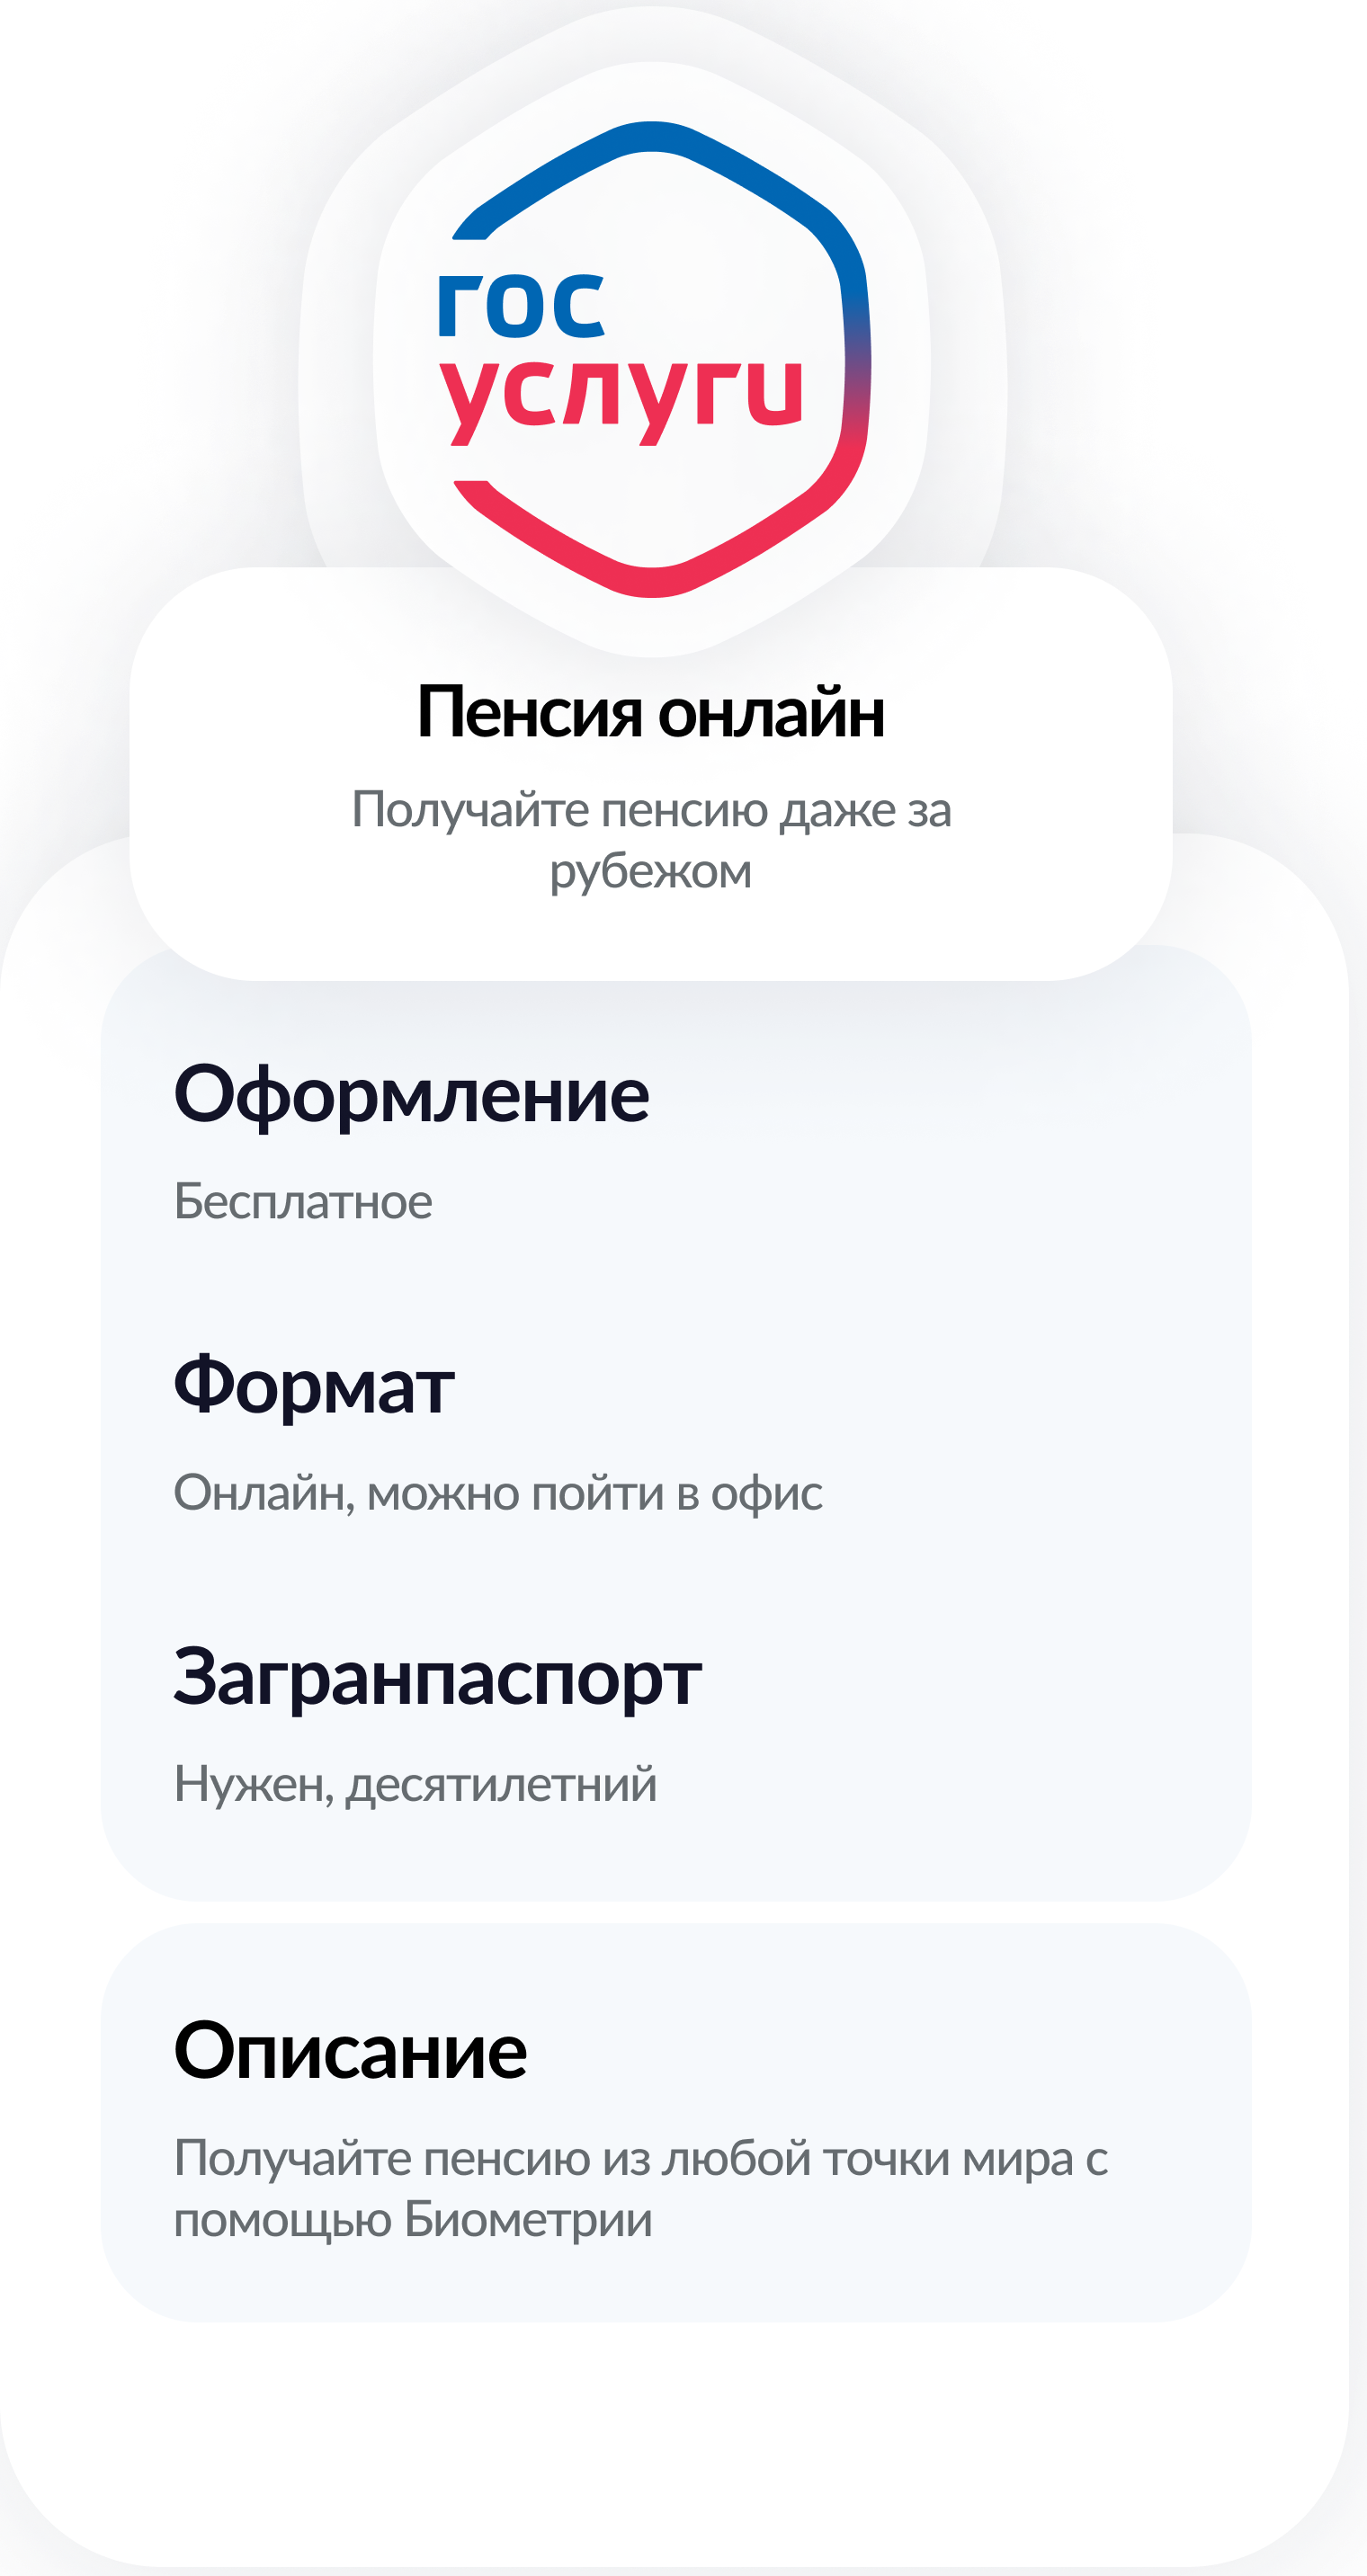 гос
услуги
Пенсия онлайн
Получайте пенсию даже за
рубежом
Оформление
Бесплатное
Формат
Онлайн, можно пойти в офис
Загранпаспорт
Нужен, десятилетний
Описание
Получайте пенсию из любой точки мира с
помощью Биометрии